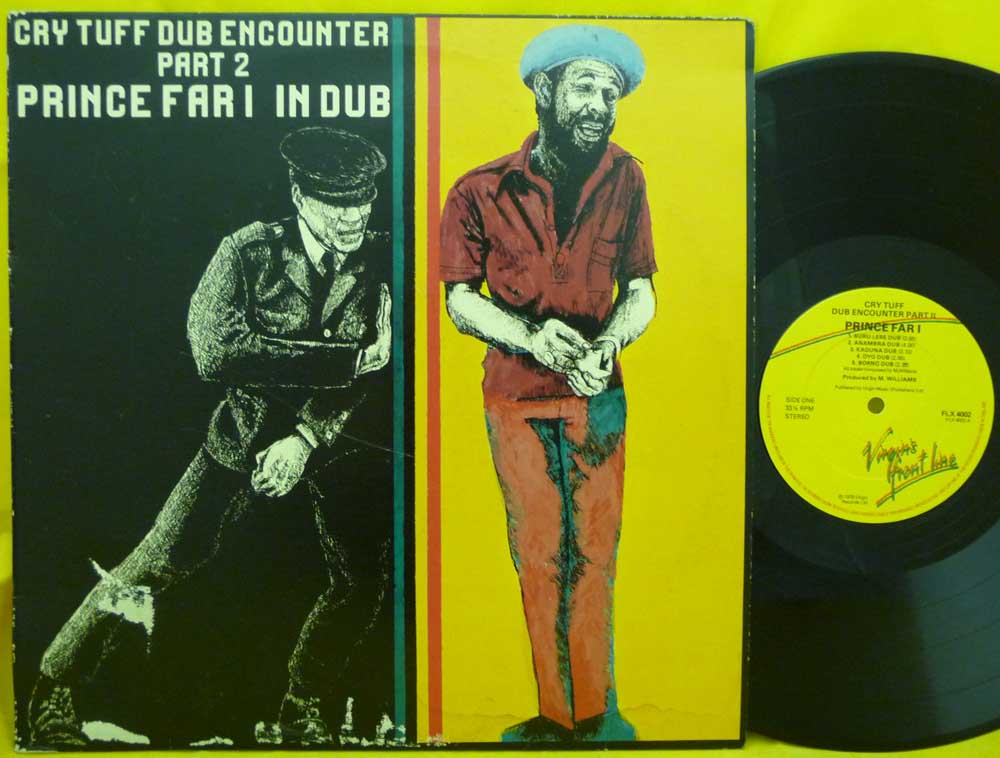 CRY TUFF DUB ENCOUNTER
PART 2
PRINCE FAR I IN DUB
CRY TUFF
DUB ENCOUNTER PART II
PRINCE FAR I
1. SURU LERE DUB
2. ANAMBRA DUB
3. KADUNA DUB
4. OYO DUB
5. BORNO DUB
Produced by M. WILLIAMS
SIDE ONE
33⅓ RPM
STEREO
FLX 4002
Virgin's
front line